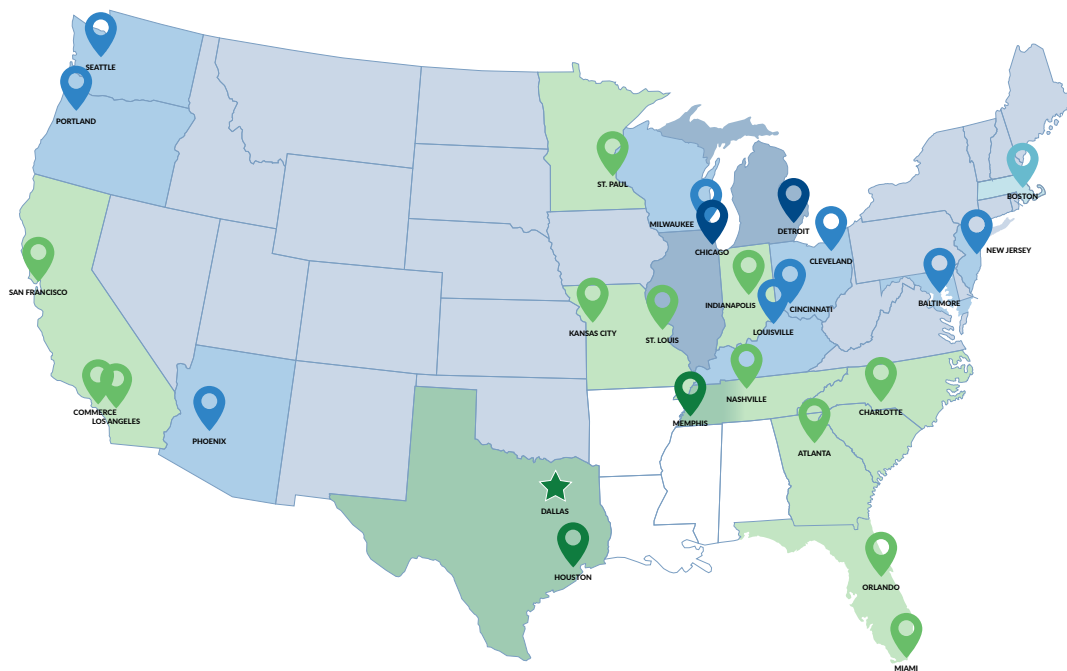 SEATTLE
PORTLAND
ST. PAUL
BOSTON
MILWAUKEE
DETROIT
CHICAGO
CLEVELAND
NEW JERSEY
SAN FRANCISCO
INDIANAPOLIS
CINCINNATI
BALTIMORE
KANSAS CITY
ST. LOUIS
LOUISVILLE
NASHVILLE
COMMERCE
LOS ANGELES
CHARLOTTE
MEMPHIS
PHOENIX
ATLANTA
DALLAS
HOUSTON
ORLANDO
MIAMI